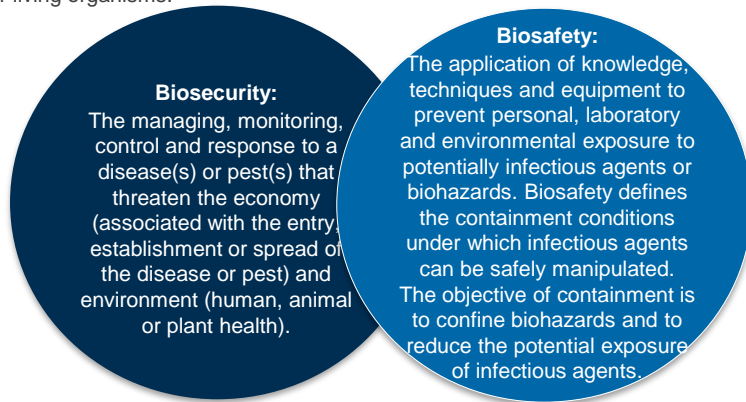 living organisms.
Biosecurity:
The managing, monitoring,
control and response to a
disease(s) or pest(s) that
threaten the economy
(associated with the entry,
establishment or spread of
the disease or pest) and
environment (human, animal
or plant health).
Biosafety:
The application of knowledge,
techniques and equipment to
prevent personal, laboratory
and environmental exposure to
potentially infectious agents or
biohazards. Biosafety defines
the containment conditions
under which infectious agents
can be safely manipulated.
The objective of containment is
to confine biohazards and to
reduce the potential exposure
of infectious agents.